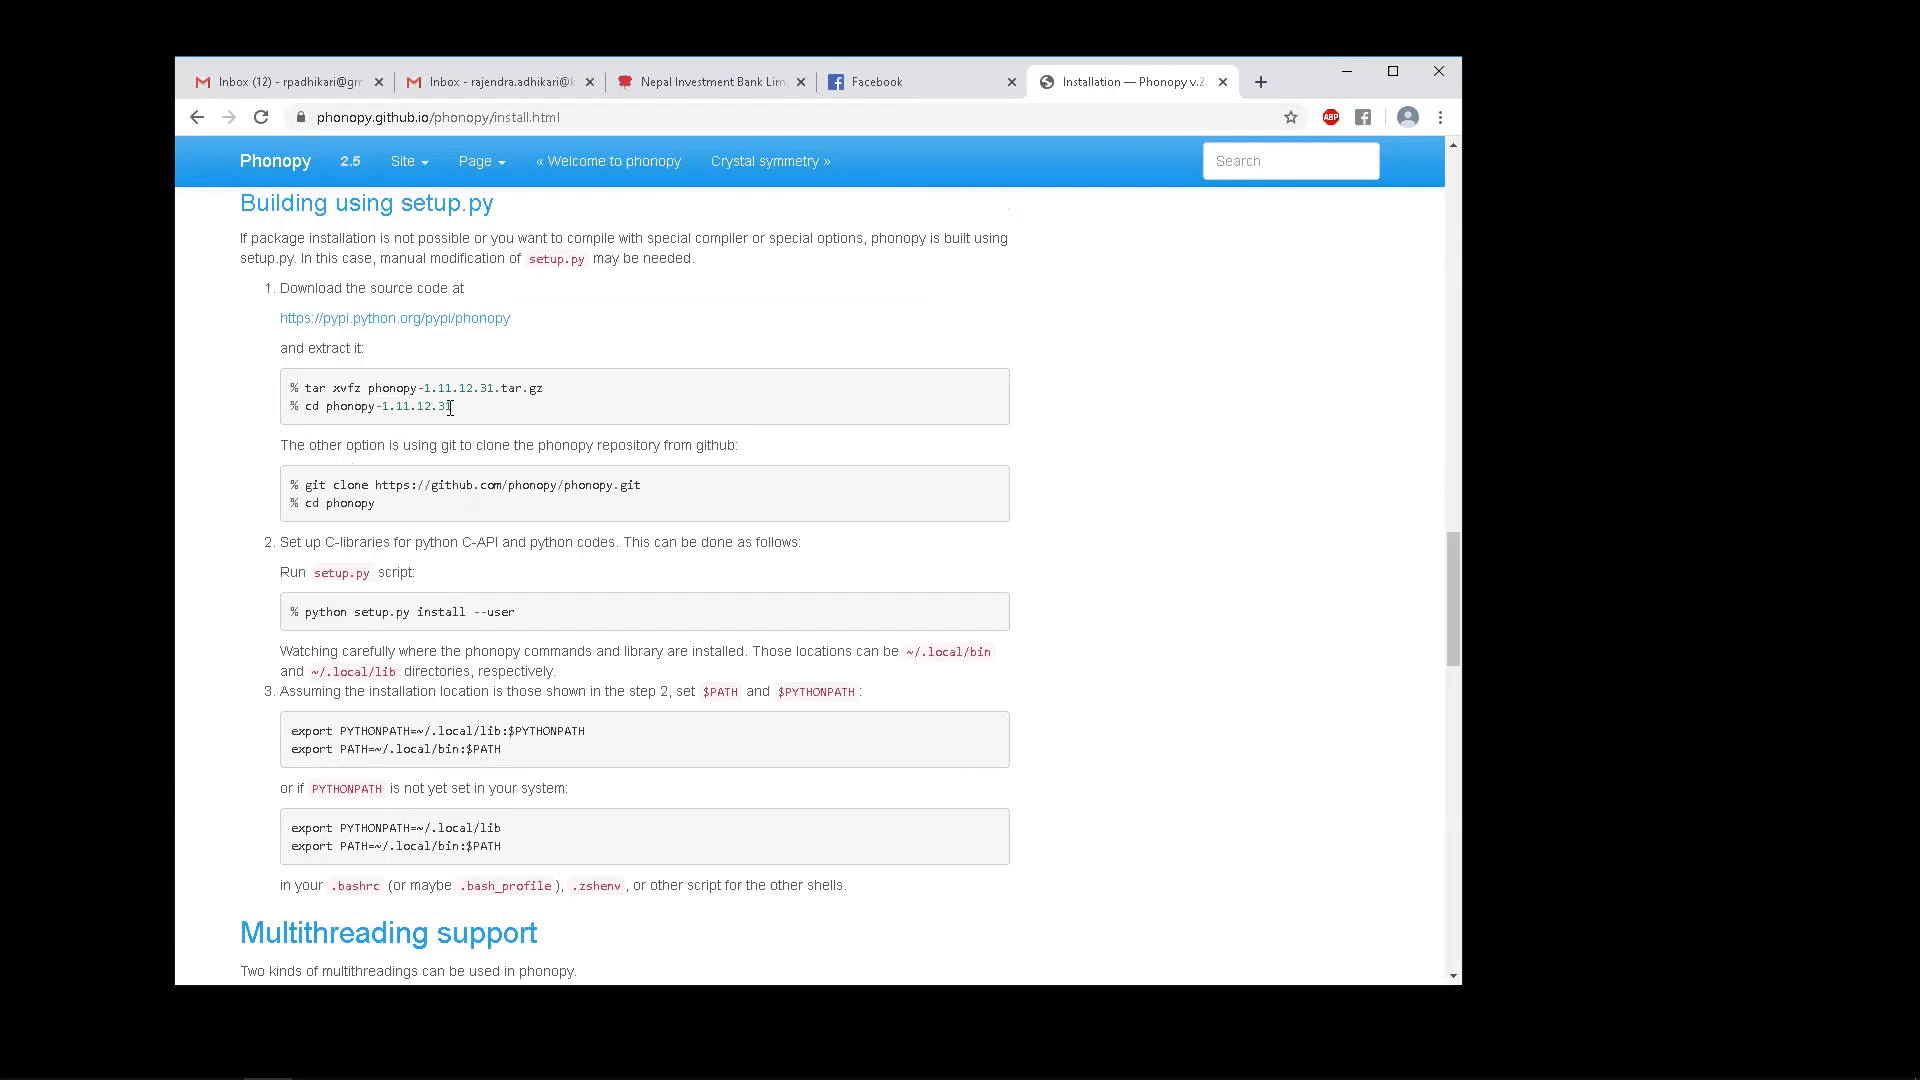 Inbox (12) - rpadhikari@gm
Inbox - rajendra.adhikari@k
Nepal Investment Bank Lim
Facebook
Installation — Phonopy v.2.
phonopy.github.io/phonopy/install.html
ABP
Phonopy 2.5 Site Page « Welcome to phonopy Crystal symmetry » Search
Building using setup.py
If package installation is not possible or you want to compile with special compiler or special options, phonopy is built using
setup.py. In this case, manual modification of setup.py may be needed.
1. Download the source code at
https://pypi.python.org/pypi/phonopy
and extract it:
% tar xvfz phonopy-1.11.12.31.tar.gz
% cd phonopy-1.11.12.31
The other option is using git to clone the phonopy repository from github:
% git clone https://github.com/phonopy/phonopy.git
% cd phonopy
2. Set up C-libraries for python C-API and python codes. This can be done as follows:
Run setup.py script:
% python setup.py install --user
Watching carefully where the phonopy commands and library are installed. Those locations can be ~/.local/bin
and ~/.local/lib directories, respectively.
3. Assuming the installation location is those shown in the step 2, set $PATH and $PYTHONPATH:
export PYTHONPATH=~/.local/lib:$PYTHONPATH
export PATH=~/.local/bin:$PATH
or if PYTHONPATH is not yet set in your system:
export PYTHONPATH=~/.local/lib
export PATH=~/.local/bin:$PATH
in your .bashrc (or maybe .bash_profile), .zshenv, or other script for the other shells.
Multithreading support
Two kinds of multithreadings can be used in phonopy.